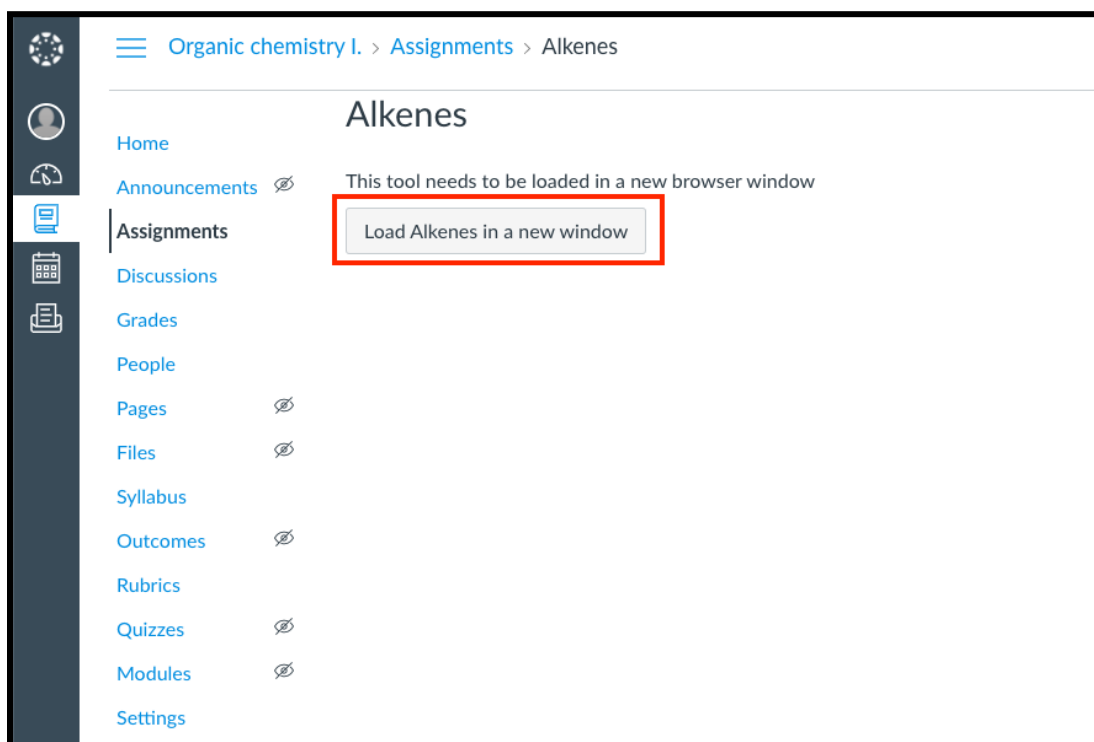 Organic chemistry I. > Assignments > Alkenes
Alkenes
Home
Announcements
Assignments
Discussions
Grades
People
Pages
Files
Syllabus
Outcomes
Rubrics
Quizzes
Modules
Settings
This tool needs to be loaded in a new browser window
Load Alkenes in a new window